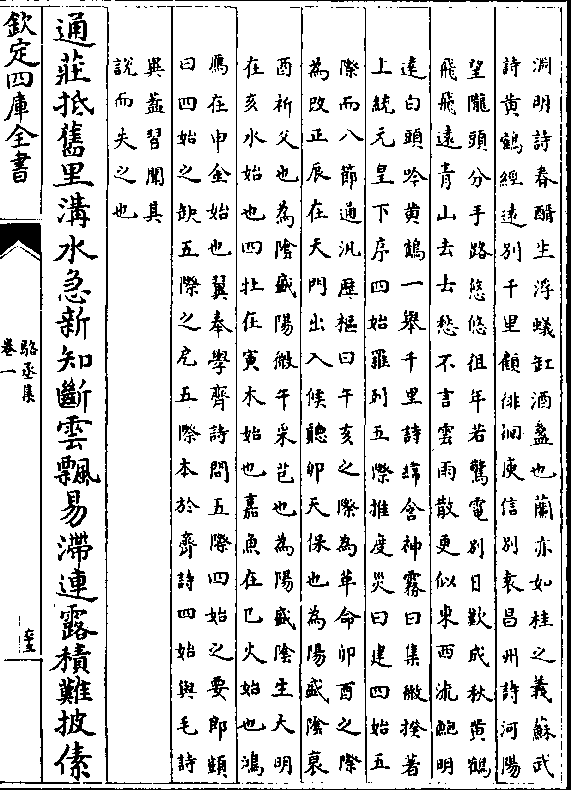 淵明詩春醪生浮蟻缸酒盎也蘭亦如桂之義蘇武
詩黄鶴經遠别千里顧徘徊庾信别袁昌州詩河陽
望隴頭分手路悠悠徂年若驚電别日歎成秋黄鶴
飛飛遠青山去去愁不言雲雨散更似東西流鮑明
遠白頭吟黄鵠一舉千里詩緯含神霧曰集微揆著
上統元皇下序四始羅列五際推度災曰建四始五
際而八節通汎歷樞曰午亥之際為革命卯酉之際
為改正辰在天門出入候聽卯天保也為陽盛隂衰
酉祈父也為隂盛陽微午采芑也為陽盛隂生大明
在亥水始也四牡在寅木始也嘉魚在巳火始也鴻
鴈在申金始也翼奉學齊詩聞五際四始之要郎顗
曰四始之缺五際之戹五際本於齊詩四始與毛詩
異蓋習聞其
說而失之也
通莊抵舊里溝水急新知斷雲飄易滯連露積難披傃
欽定四庫全書
駱丞集
卷一
六十五